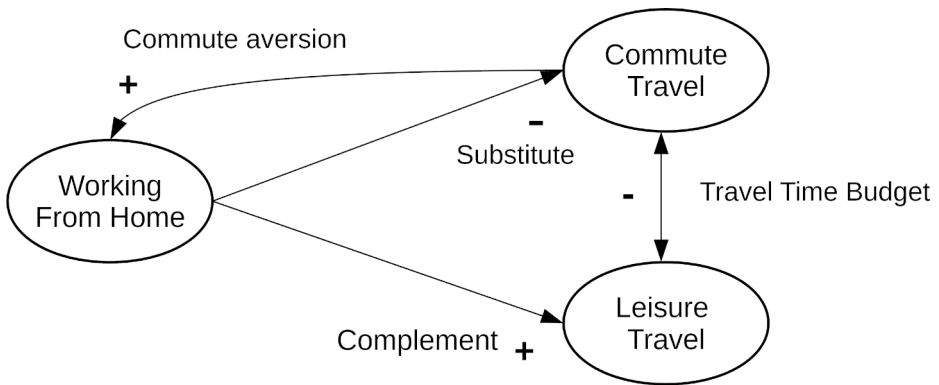 Commute aversion
+
Commute
Travel
-
Substitute
Working
From Home
-
Travel Time Budget
Leisure
Travel
Complement +